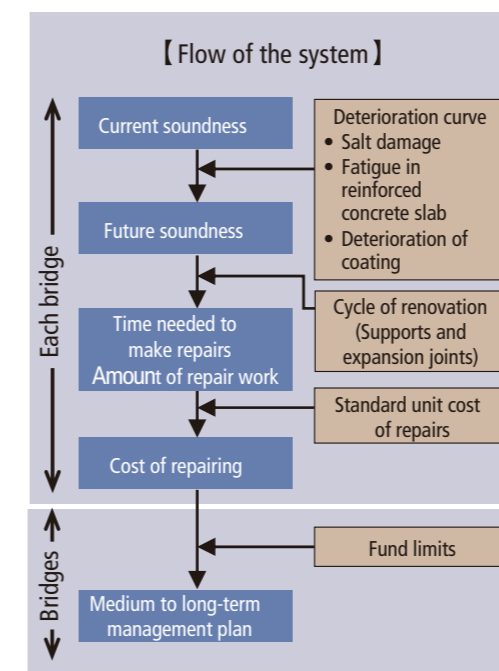 【Flow of the system】
Each bridge
Current soundness
Deterioration curve
• Salt damage
• Fatigue in
reinforced
concrete slab
• Deterioration of
coating
Future soundness
Cycle of renovation
(Supports and
expansion joints)
Time needed to
make repairs
Amount of repair work
Standard unit cost
of repairs
Cost of repairing
Bridges
Fund limits
Medium to long-term
management plan